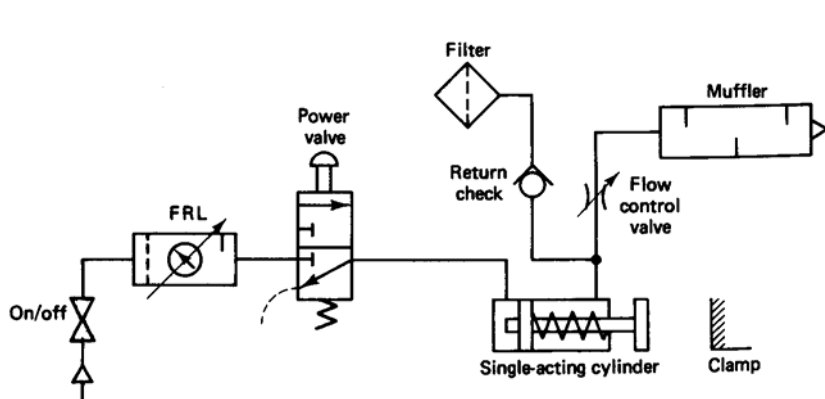 Filter
Muffler
Power
valve
Return
check
Flow
control
valve
FRL
On/off
Single-acting cylinder
Clamp